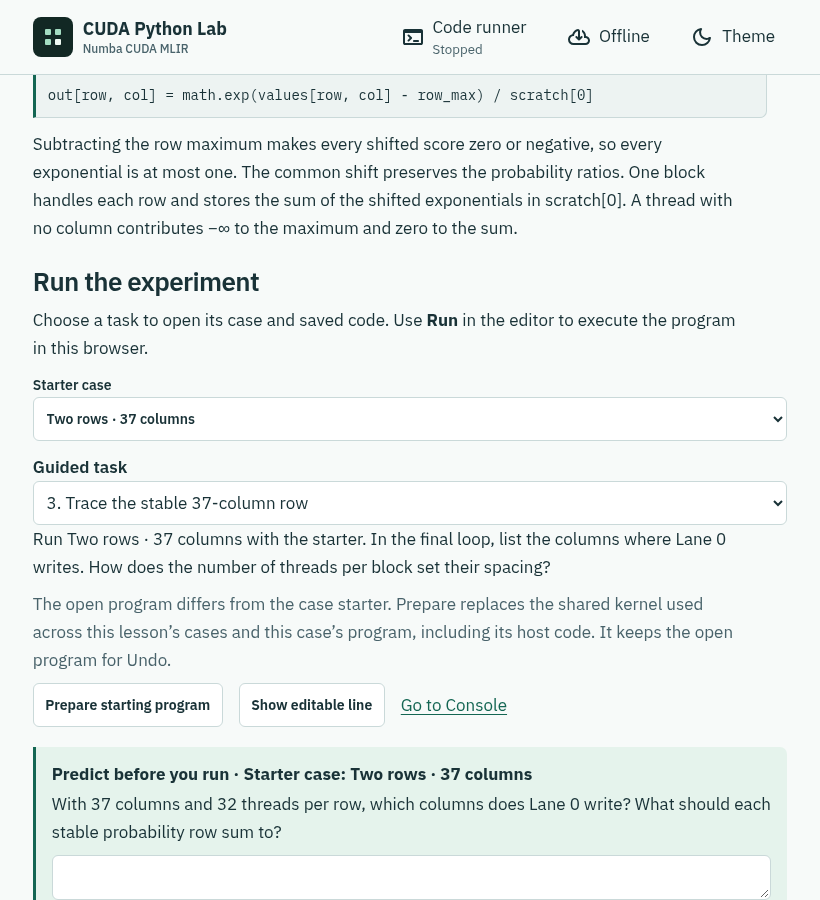 CUDA Python Lab
Numba CUDA MLIR
Code runner
Stopped
Offline
Theme
out[row, col] = math.exp(values[row, col] - row_max) / scratch[0]
Subtracting the row maximum makes every shifted score zero or negative, so every
exponential is at most one. The common shift preserves the probability ratios. One block
handles each row and stores the sum of the shifted exponentials in scratch[0]. A thread with
no column contributes −∞ to the maximum and zero to the sum.
Run the experiment
Choose a task to open its case and saved code. Use Run in the editor to execute the program
in this browser.
Starter case
Two rows · 37 columns
Guided task
3. Trace the stable 37-column row
Run Two rows · 37 columns with the starter. In the final loop, list the columns where Lane 0
writes. How does the number of threads per block set their spacing?
The open program differs from the case starter. Prepare replaces the shared kernel used
across this lesson’s cases and this case’s program, including its host code. It keeps the open
program for Undo.
Prepare starting program
Show editable line
Go to Console
Predict before you run · Starter case: Two rows · 37 columns
With 37 columns and 32 threads per row, which columns does Lane 0 write? What should each
stable probability row sum to?